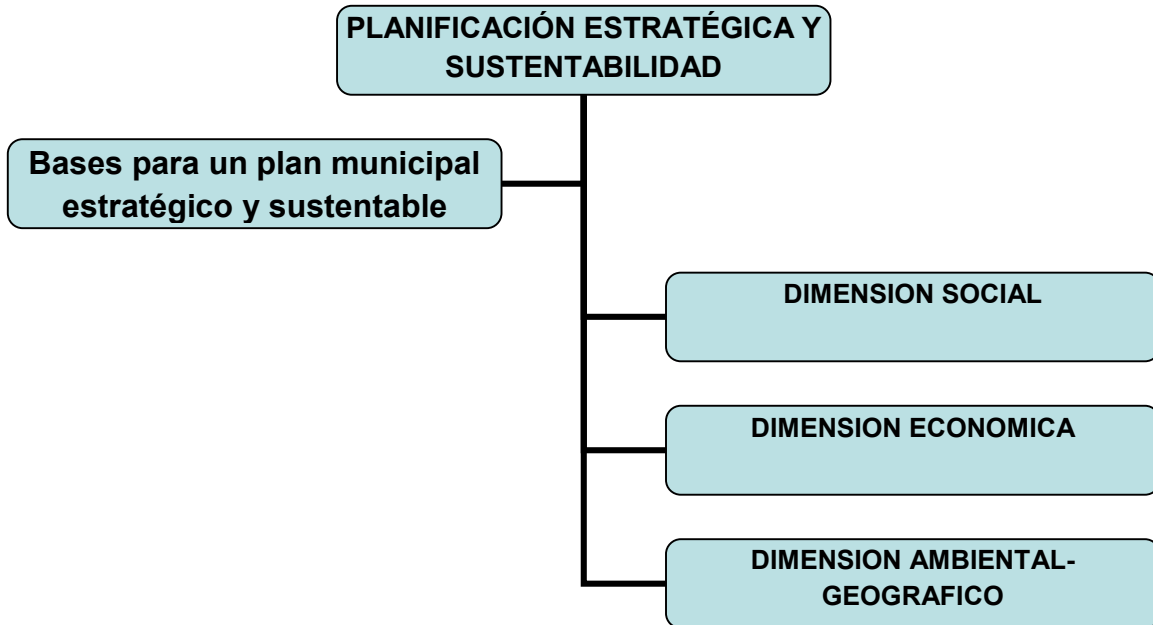 PLANIFICACIÓN ESTRATÉGICA Y
SUSTENTABILIDAD
Bases para un plan municipal
estratégico y sustentable
DIMENSION SOCIAL
DIMENSION ECONOMICA
DIMENSION AMBIENTAL-
GEOGRAFICO